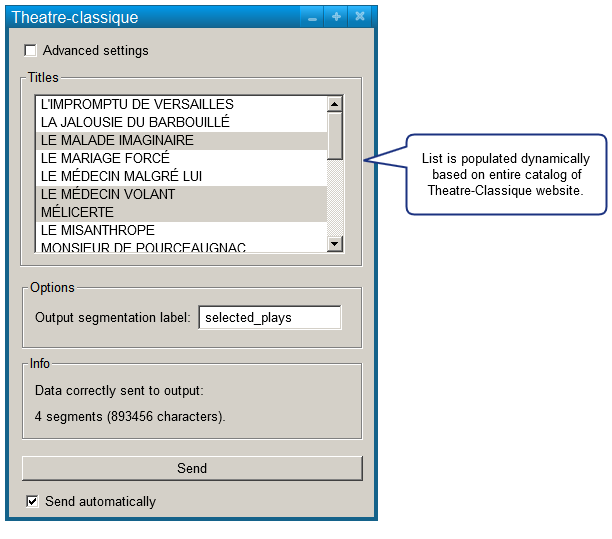 Theatre-classique
Advanced settings
Titles
L'IMPROMPTU DE VERSAILLES
LA JALOUSIE DU BARBOUILLÉ
LE MALADE IMAGINAIRE
LE MARIAGE FORCÉ
LE MÉDECIN MALGRÉ LUI
LE MÉDECIN VOLANT
MÉLICERTE
LE MISANTHROPE
MONSIEUR DE POURCEAUGNAC
List is populated dynamically
based on entire catalog of
Theatre-Classique website.
Options
Output segmentation label: selected_plays
Info
Data correctly sent to output:
4 segments (893456 characters).
Send
Send automatically